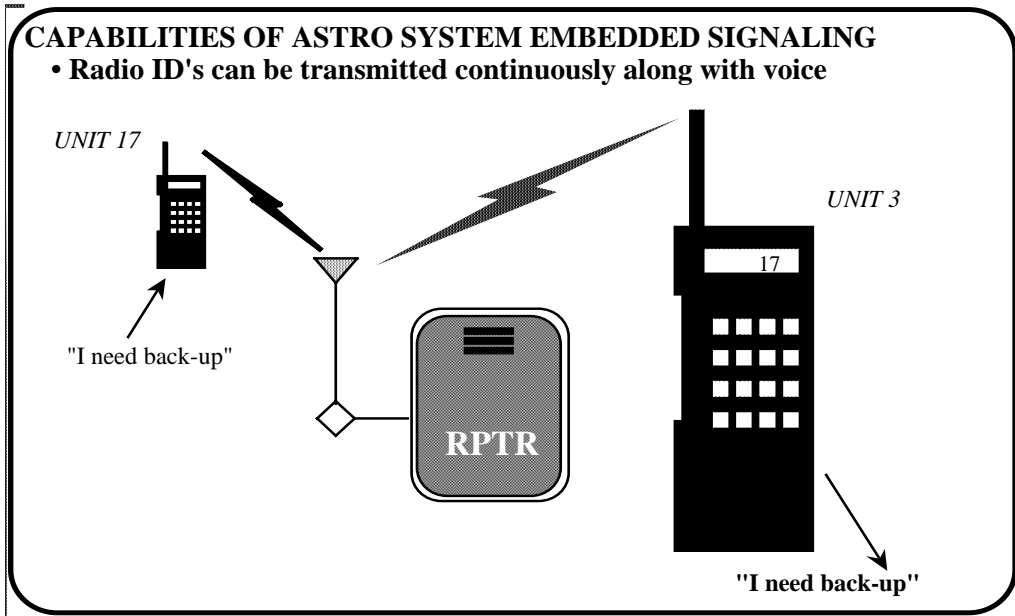 CAPABILITIES OF ASTRO SYSTEM EMBEDDED SIGNALING
• Radio ID's can be transmitted continuously along with voice
UNIT 17
UNIT 3
17
"I need back-up"
RPTR
"I need back-up"